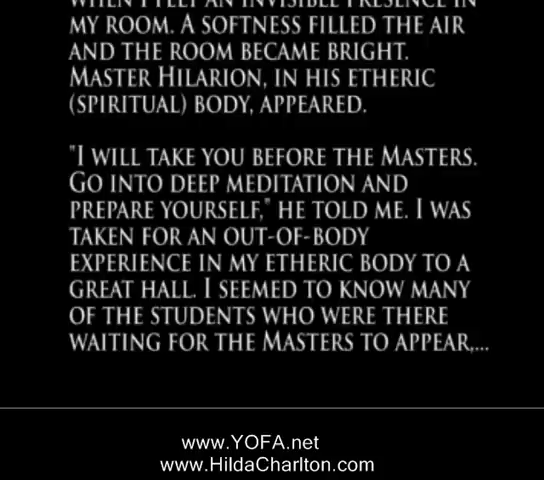 WHEN I FELT AN INVISIBLE PRESENCE IN
MY ROOM. A SOFTNESS FILLED THE AIR
AND THE ROOM BECAME BRIGHT.
MASTER HILARION, IN HIS ETHERIC
(SPIRITUAL) BODY, APPEARED.
"I WILL TAKE YOU BEFORE THE MASTERS.
GO INTO DEEP MEDITATION AND
PREPARE YOURSELF," HE TOLD ME. I WAS
TAKEN FOR AN OUT-OF-BODY
EXPERIENCE IN MY ETHERIC BODY TO A
GREAT HALL. I SEEMED TO KNOW MANY
OF THE STUDENTS WHO WERE THERE
WAITING FOR THE MASTERS TO APPEAR,...
www.YOFA.net
www.HildaCharlton.com